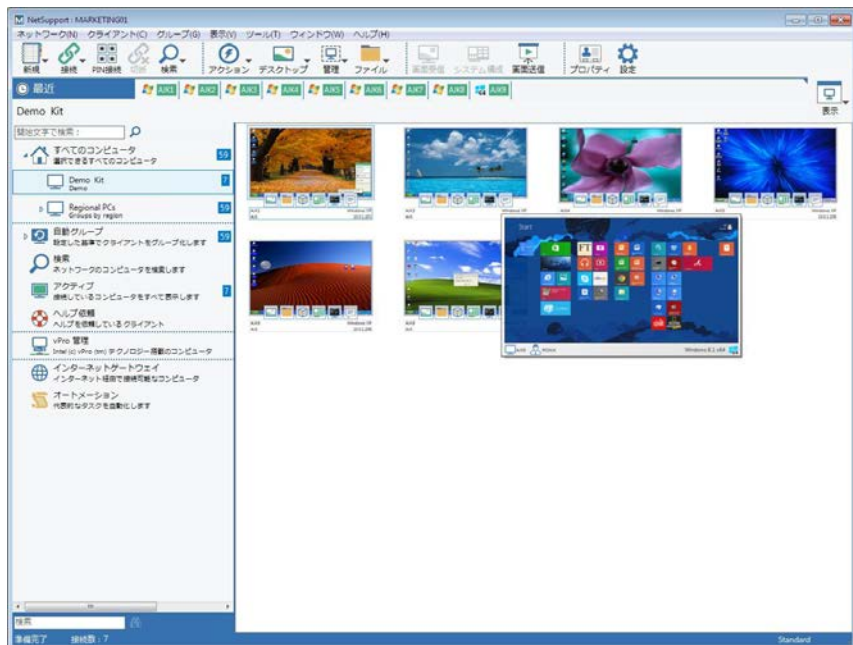 NetSupport : MARKETING01
ネットワーク(N) クライアント(C) グループ(G) 表示(V) ツール(T) ウィンドウ(W) ヘルプ(H)
新規 接続 PIN接続 切断 検索 アクション デスクトップ 管理 ファイル 画面受信 システム構成 画面送信 プロパティ 設定
最近
表示
Demo Kit
開始文字で検索:
すべてのコンピュータ
選択できるすべてのコンピュータ
59
Demo Kit
Demo
7
Regional PCs
Groups by region
59
自動グループ
設定した基準でクライアントをグループ化します
59
検索
ネットワークのコンピュータを検索します
アクティブ
接続しているコンピュータをすべて表示します
7
ヘルプ依頼
ヘルプを依頼しているクライアント
vPro 管理
Intel (c) vPro (tm) テクノロジー搭載のコンピュータ
インターネットゲートウェイ
インターネット経由で接続可能なコンピュータ
オートメーション
代表的なタスクを自動化します
Start
FT
Windows 8.1 x64
検索
準備完了 接続数 : 7
Standard